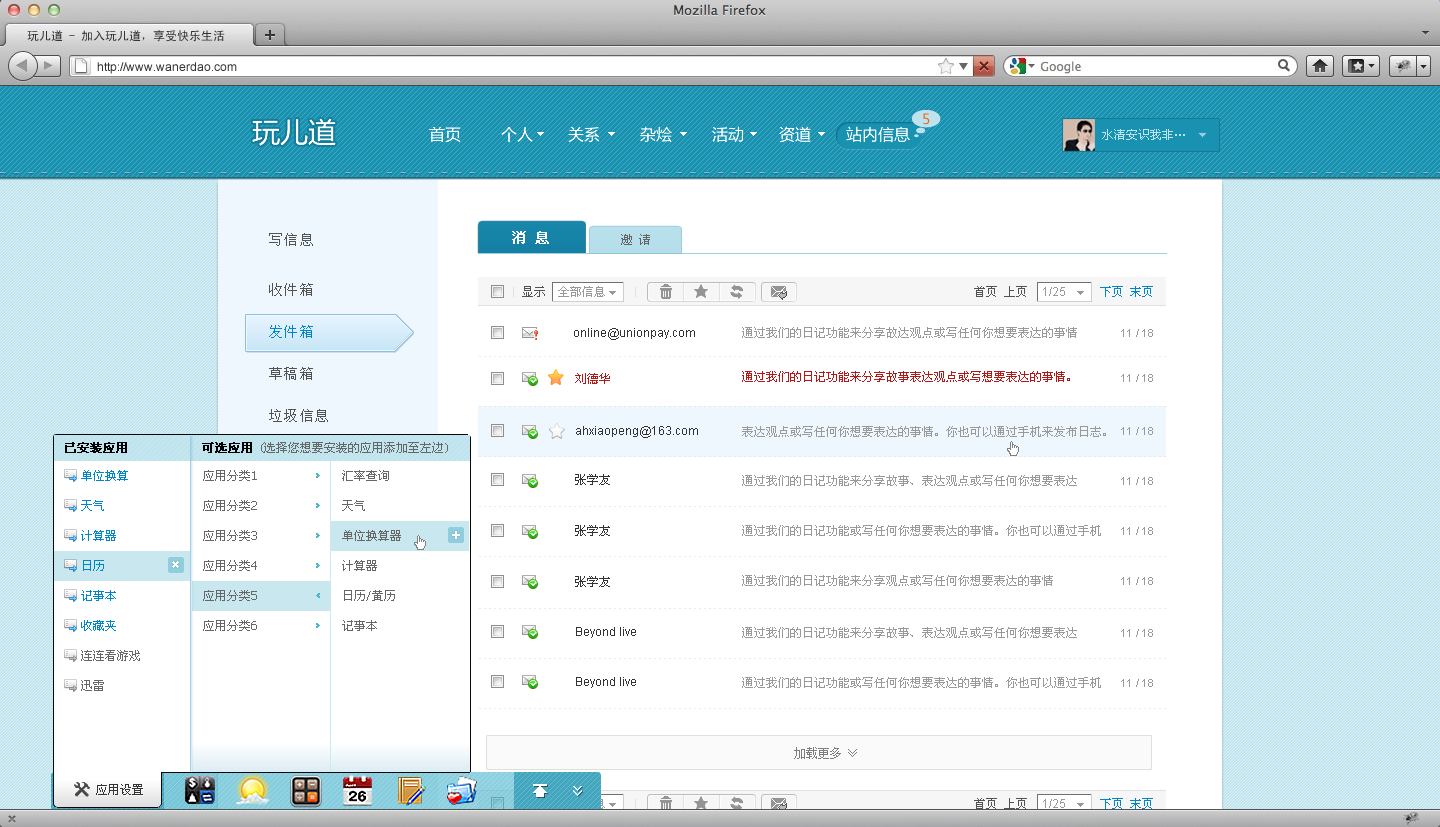 Mozilla Firefox
玩儿道 - 加入玩儿道，享受快乐生活
http://www.wanerdao.com
Google
玩儿道
首页 个人 关系 杂烩 活动 资道 站内信息 5
水清安识我非···
写信息
收件箱
发件箱
草稿箱
垃圾信息
消 息
邀 请
显示 全部信息
首页 上页 1/25 下页 末页
online@unionpay.com 通过我们的日记功能来分享故达观点或写任何你想要表达的事情 11 / 18
刘德华 通过我们的日记功能来分享故事表达观点或写想要表达的事情。 11 / 18
ahxiaopeng@163.com 表达观点或写任何你想要表达的事情。你也可以通过手机来发布日志。 11 / 18
张学友 通过我们的日记功能来分享故事、表达观点或写任何你想要表达 11 / 18
张学友 通过我们的日记功能或写任何你想要表达的事情。你也可以通过手机 11 / 18
张学友 通过我们的日记功能来分享观点或写任何你想要表达的事情 11 / 18
Beyond live 通过我们的日记功能来分享故事、表达观点或写任何你想要表达 11 / 18
Beyond live 通过我们的日记功能或写任何你想要表达的事情。你也可以通过手机 11 / 18
加载更多
首页 上页 1/25 下页 末页
已安装应用
单位换算
天气
计算器
日历
记事本
收藏夹
连连看游戏
迅雷
可选应用 (选择您想要安装的应用添加至左边)
应用分类1
应用分类2
应用分类3
应用分类4
应用分类5
应用分类6
汇率查询
天气
单位换算器
计算器
日历/黄历
记事本
应用设置
26